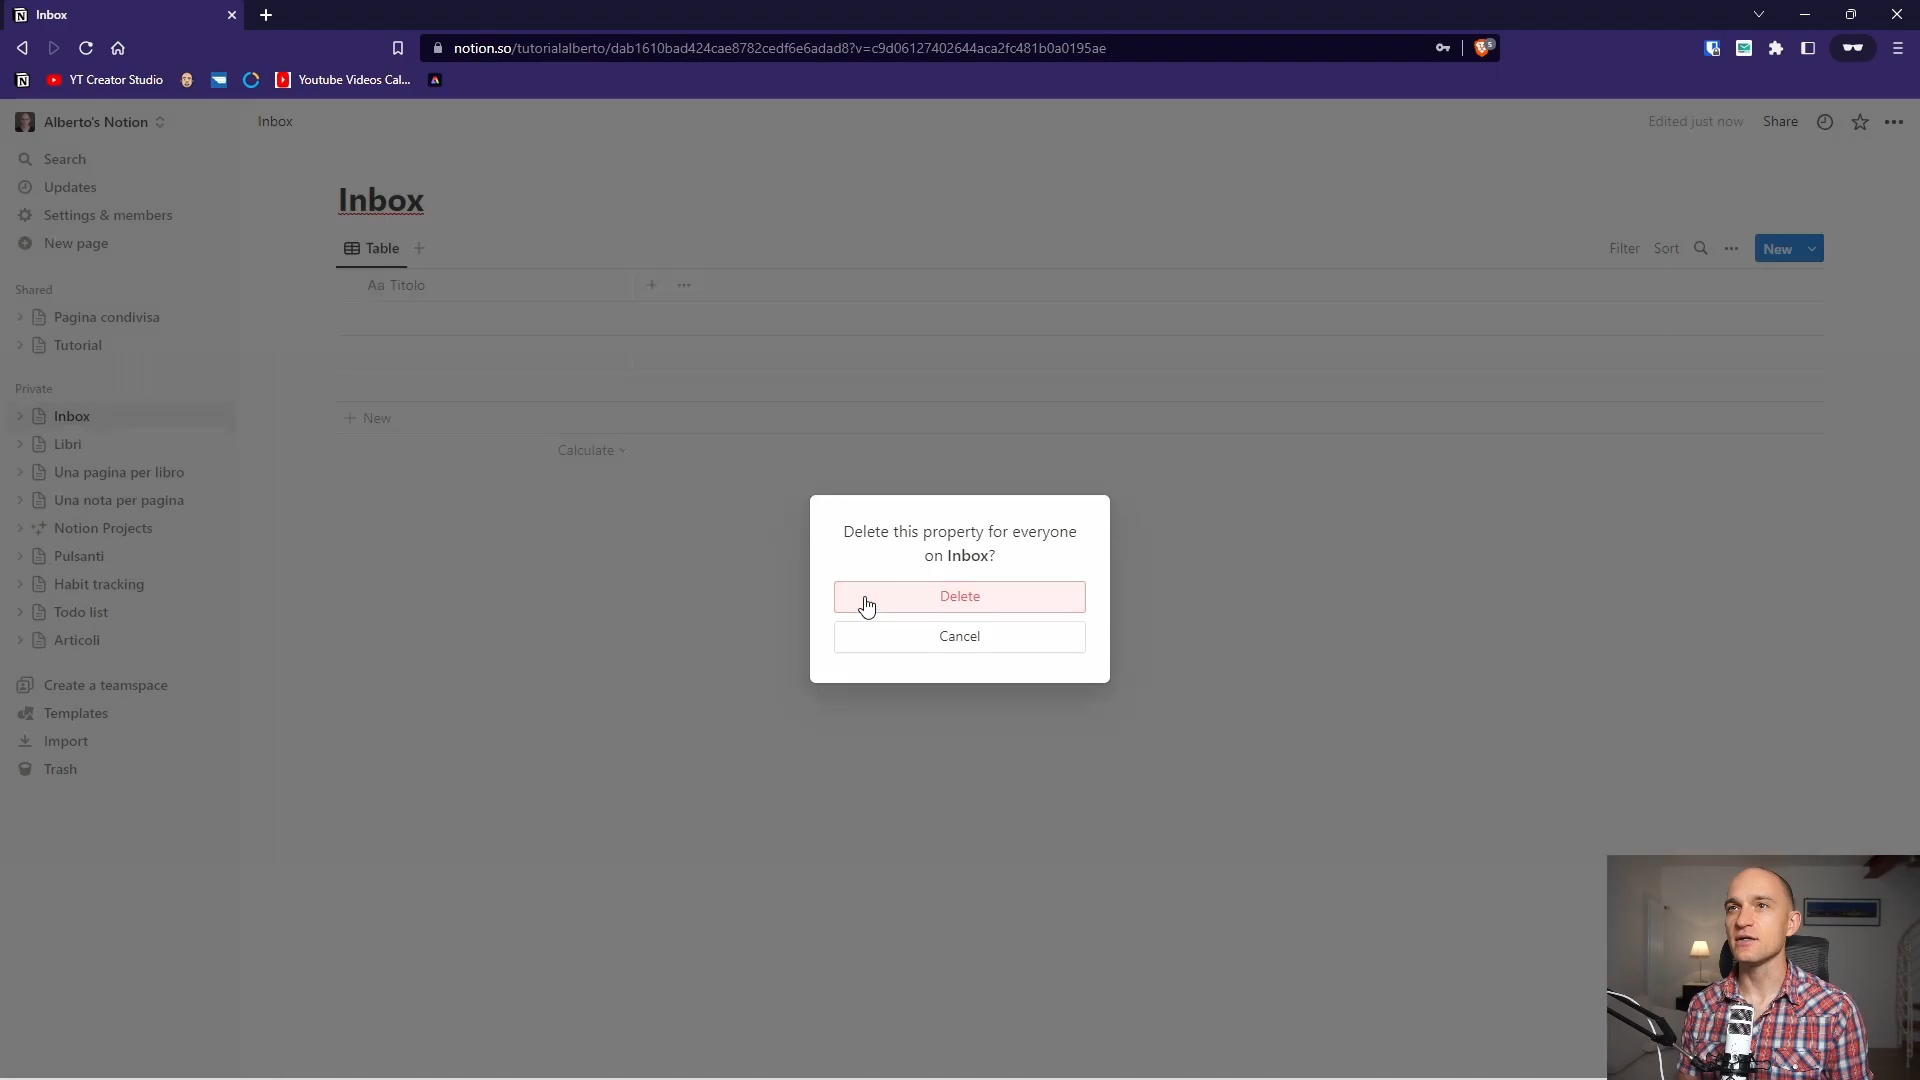 Inbox
notion.so/tutorialalberto/dab1610bad424cae8782cedf6e6adad8?v=c9d06127402644aca2fc481b0a0195ae
5
YT Creator Studio
Youtube Videos Cal...
Alberto's Notion
Inbox
Edited just now
Share
Search
Updates
Settings & members
New page
Shared
Pagina condivisa
Tutorial
Private
Inbox
Libri
Una pagina per libro
Una nota per pagina
Notion Projects
Pulsanti
Habit tracking
Todo list
Articoli
Create a teamspace
Templates
Import
Trash
Inbox
Table
Filter
Sort
New
Aa Titolo
New
Calculate
Delete this property for everyone
on Inbox?
Delete
Cancel